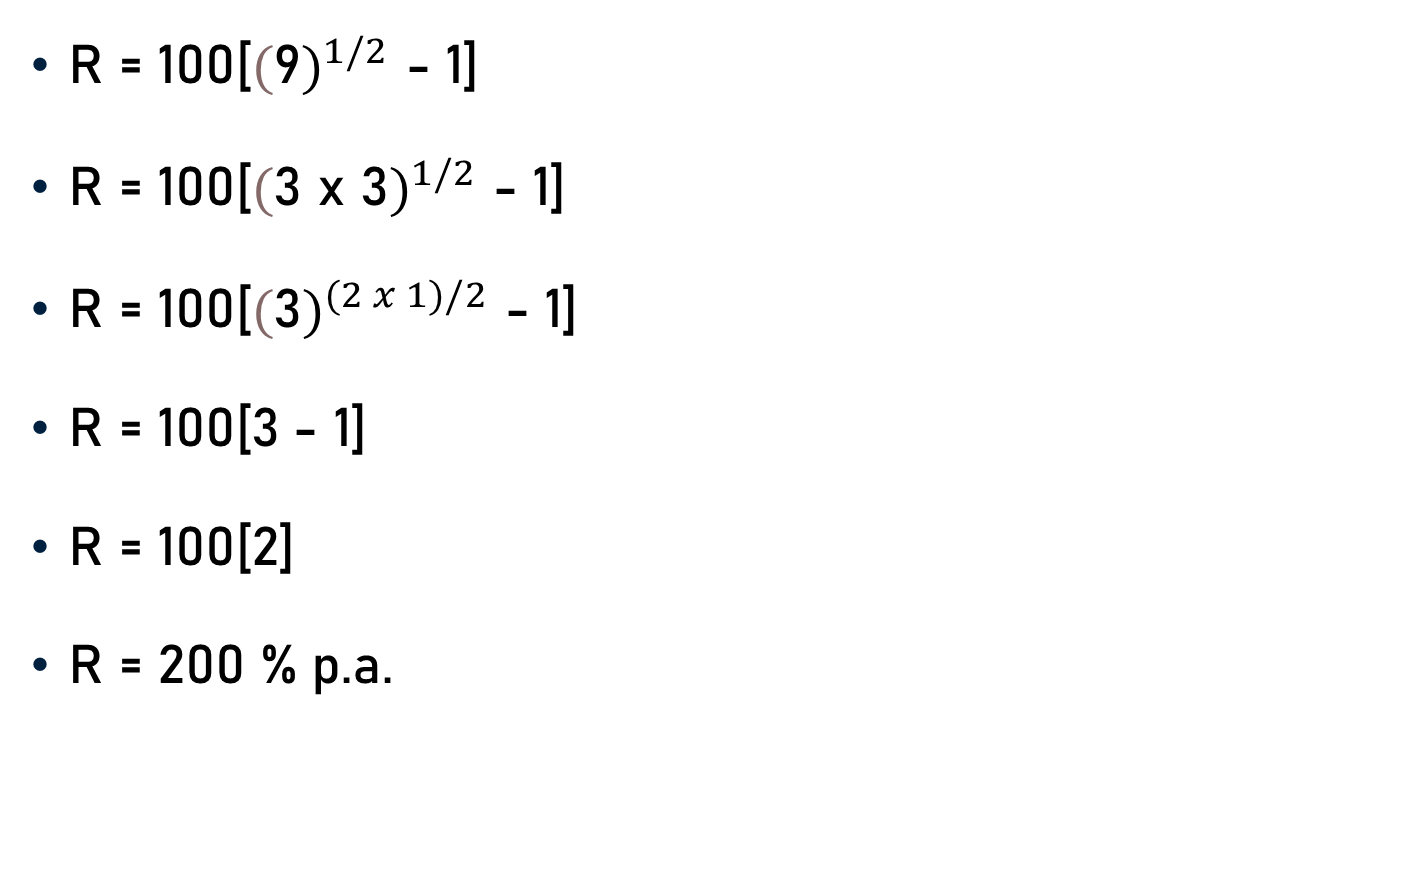 • R = 100[(9)^{1/2} – 1]
• R = 100[(3 x 3)^{1/2} – 1]
• R = 100[(3)^{(2 x 1)/2} – 1]
• R = 100[3 – 1]
• R = 100[2]
• R = 200 % p.a.